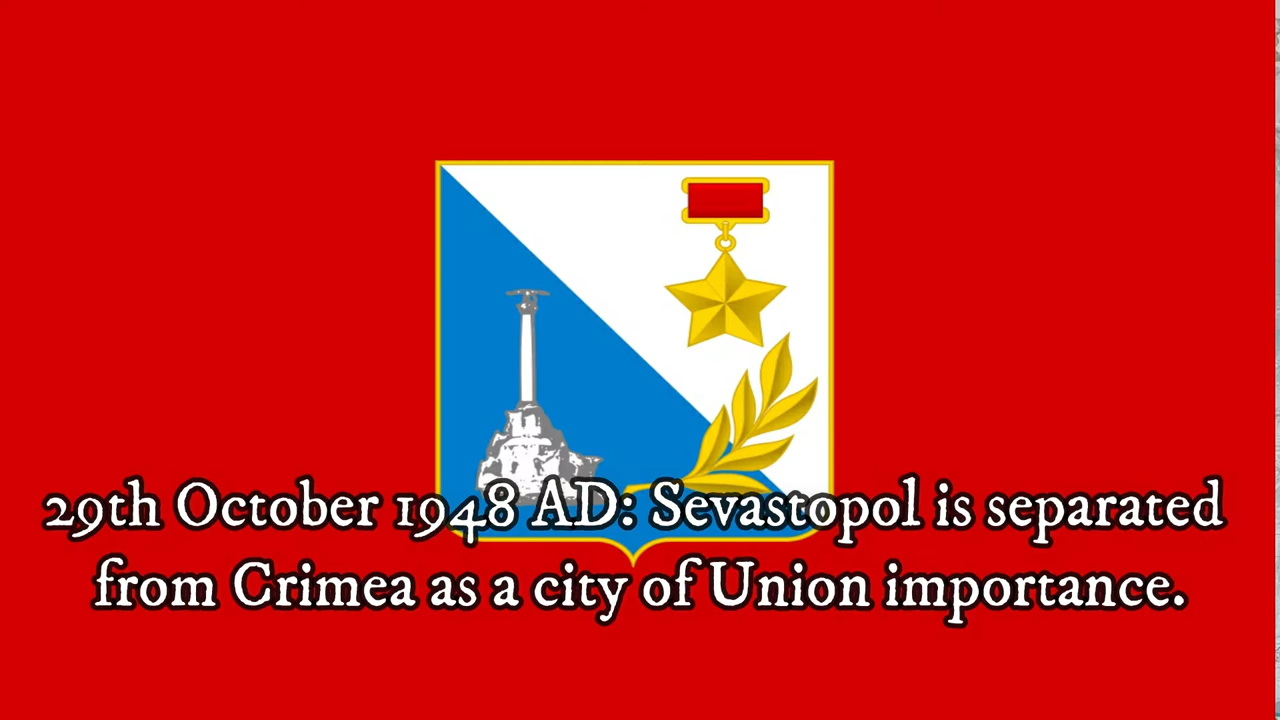 29th October 1948 AD: Sevastopol is separated
from Crimea as a city of Union importance.